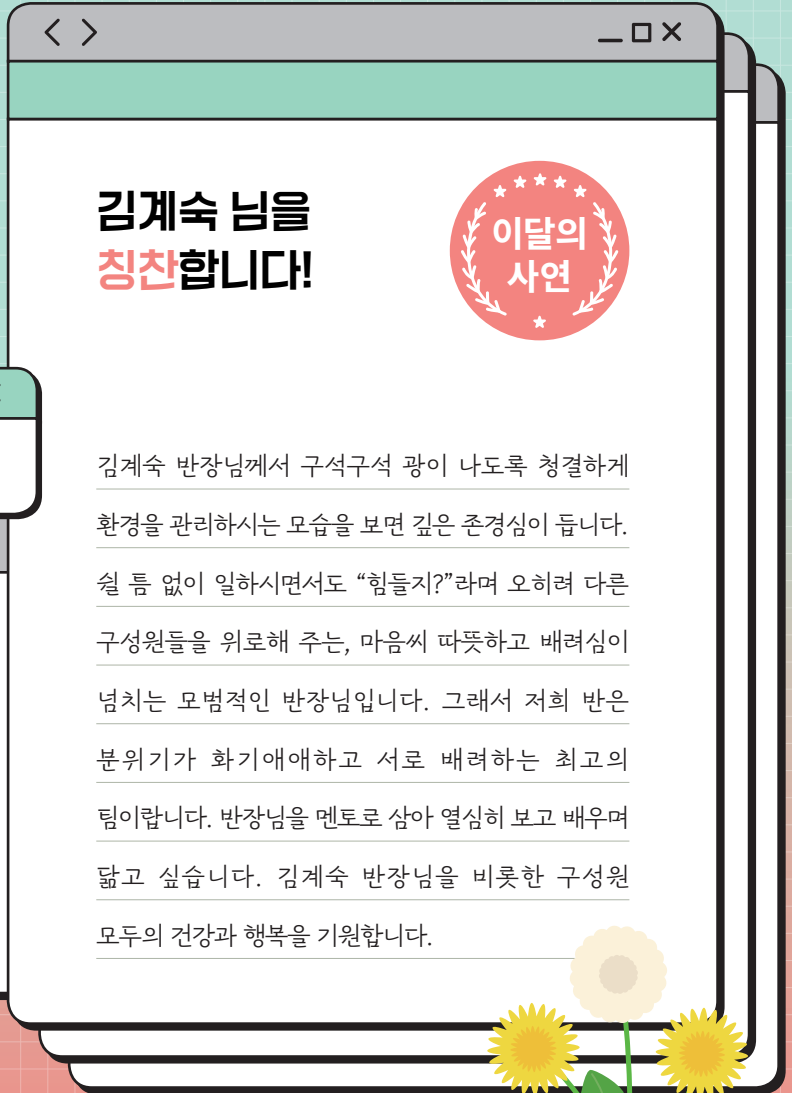 김계숙 님을
칭찬합니다!
이달의
사연
김계숙 반장님께서 구석구석 광이 나도록 청결하게
환경을 관리하시는 모습을 보면 깊은 존경심이 듭니다.
쉴 틈 없이 일하시면서도 “힘들지?”라며 오히려 다른
구성원들을 위로해 주는, 마음씨 따뜻하고 배려심이
넘치는 모범적인 반장님입니다. 그래서 저희 반은
분위기가 화기애애하고 서로 배려하는 최고의
팀이랍니다. 반장님을 멘토로 삼아 열심히 보고 배우며
닮고 싶습니다. 김계숙 반장님을 비롯한 구성원
모두의 건강과 행복을 기원합니다.